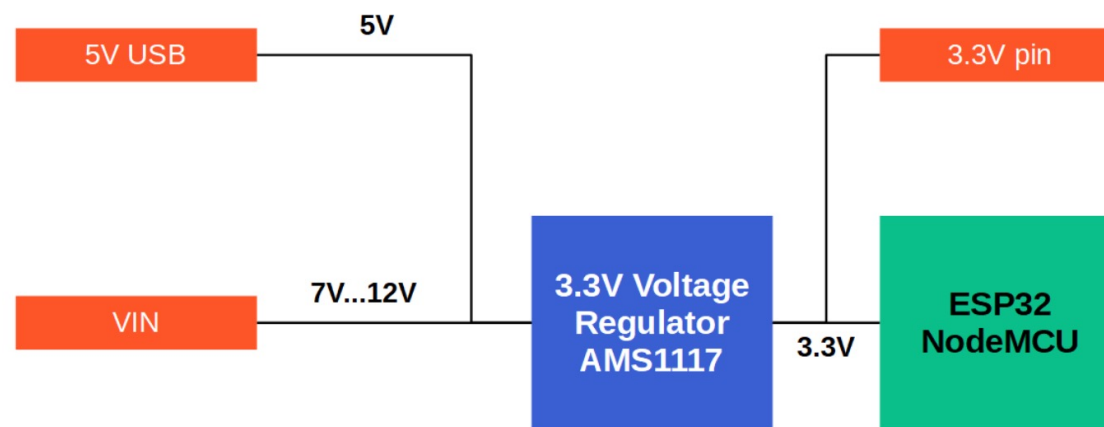 5V
5V USB
3.3V pin
7V...12V
VIN
3.3V Voltage
Regulator
AMS1117
3.3V
ESP32
NodeMCU